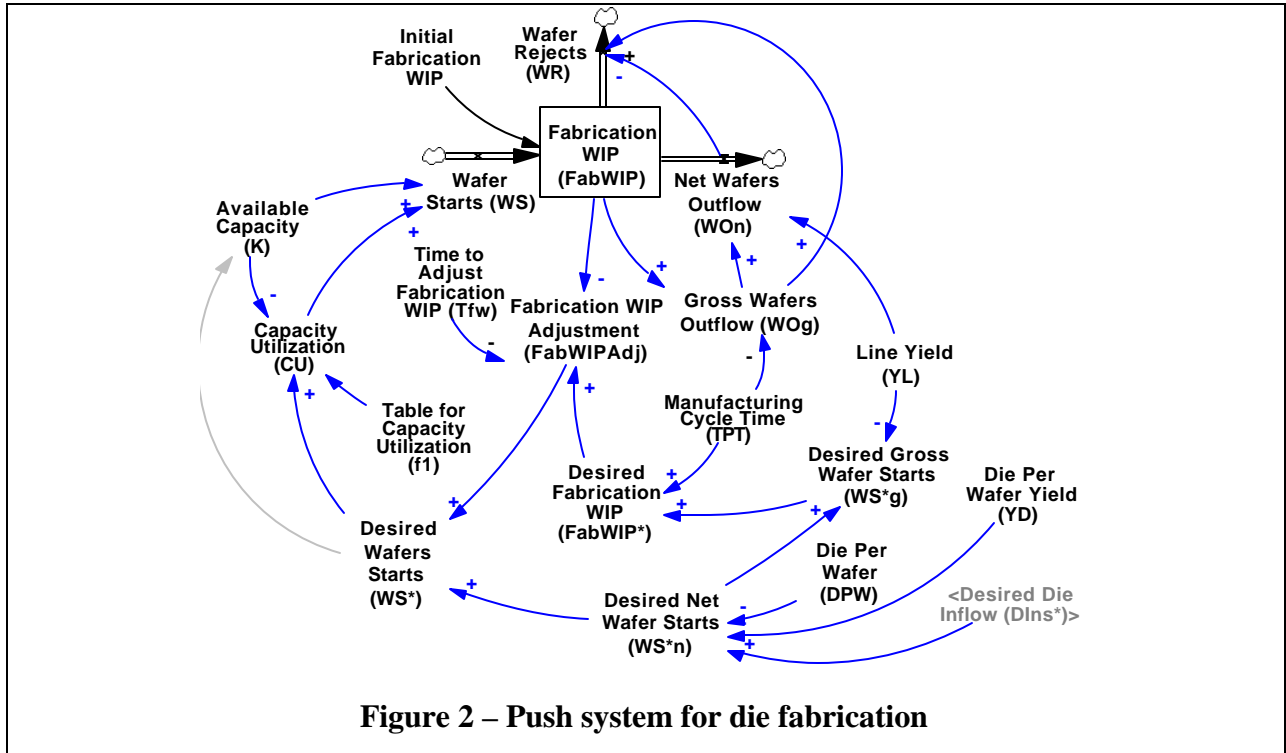 Initial
Fabrication
WIP
Wafer
Rejects
(WR)
+
-
Fabrication
WIP
(FabWIP)
Wafer
Starts (WS)
Net Wafers
Outflow
(WOn)
Available
Capacity
(K)
+
+
-
Time to
Adjust
Fabrication
WIP (Tfw)
-
-
+
+
+
Fabrication WIP
Adjustment
(FabWIPAdj)
Gross Wafers
Outflow (WOg)
-
Capacity
Utilization
(CU)
+
Line Yield
(YL)
-
Table for
Capacity
Utilization
(f1)
+
Manufacturing
Cycle Time
(TPT)
Desired
Fabrication
WIP
(FabWIP*)
+
+
Desired Gross
Wafer Starts
(WS*g)
+
Die Per
Wafer Yield
(YD)
+
Desired
Wafers
Starts
(WS*)
+
Die Per
Wafer
(DPW)
-
+
Desired Net
Wafer Starts
(WS*n)
<Desired Die
Inflow (DIns*)>
Figure 2 – Push system for die fabrication